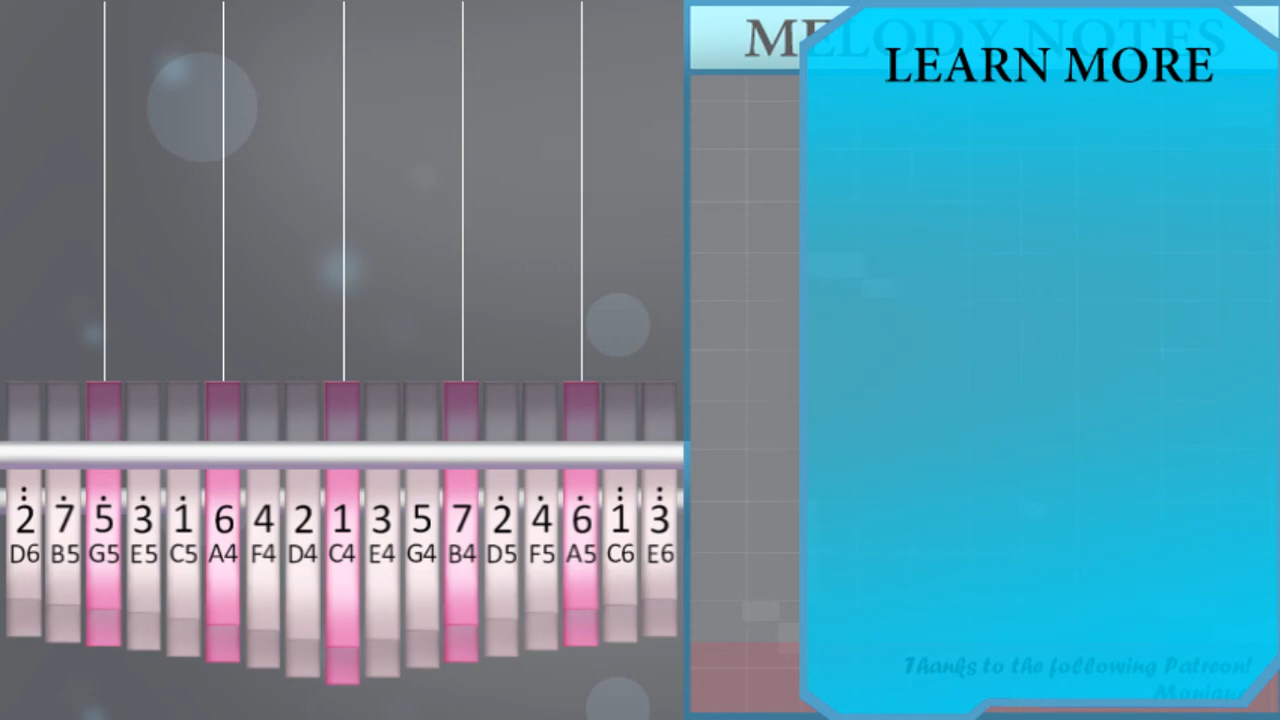 MELODY NOTES
LEARN MORE
2 7 5 3 1 6 4 2 1 3 5 7 2 4 6 1 3
D6 B5 G5 E5 C5 A4 F4 D4 C4 E4 G4 B4 D5 F5 A5 C6 E6
Thanks to the following Patreon!